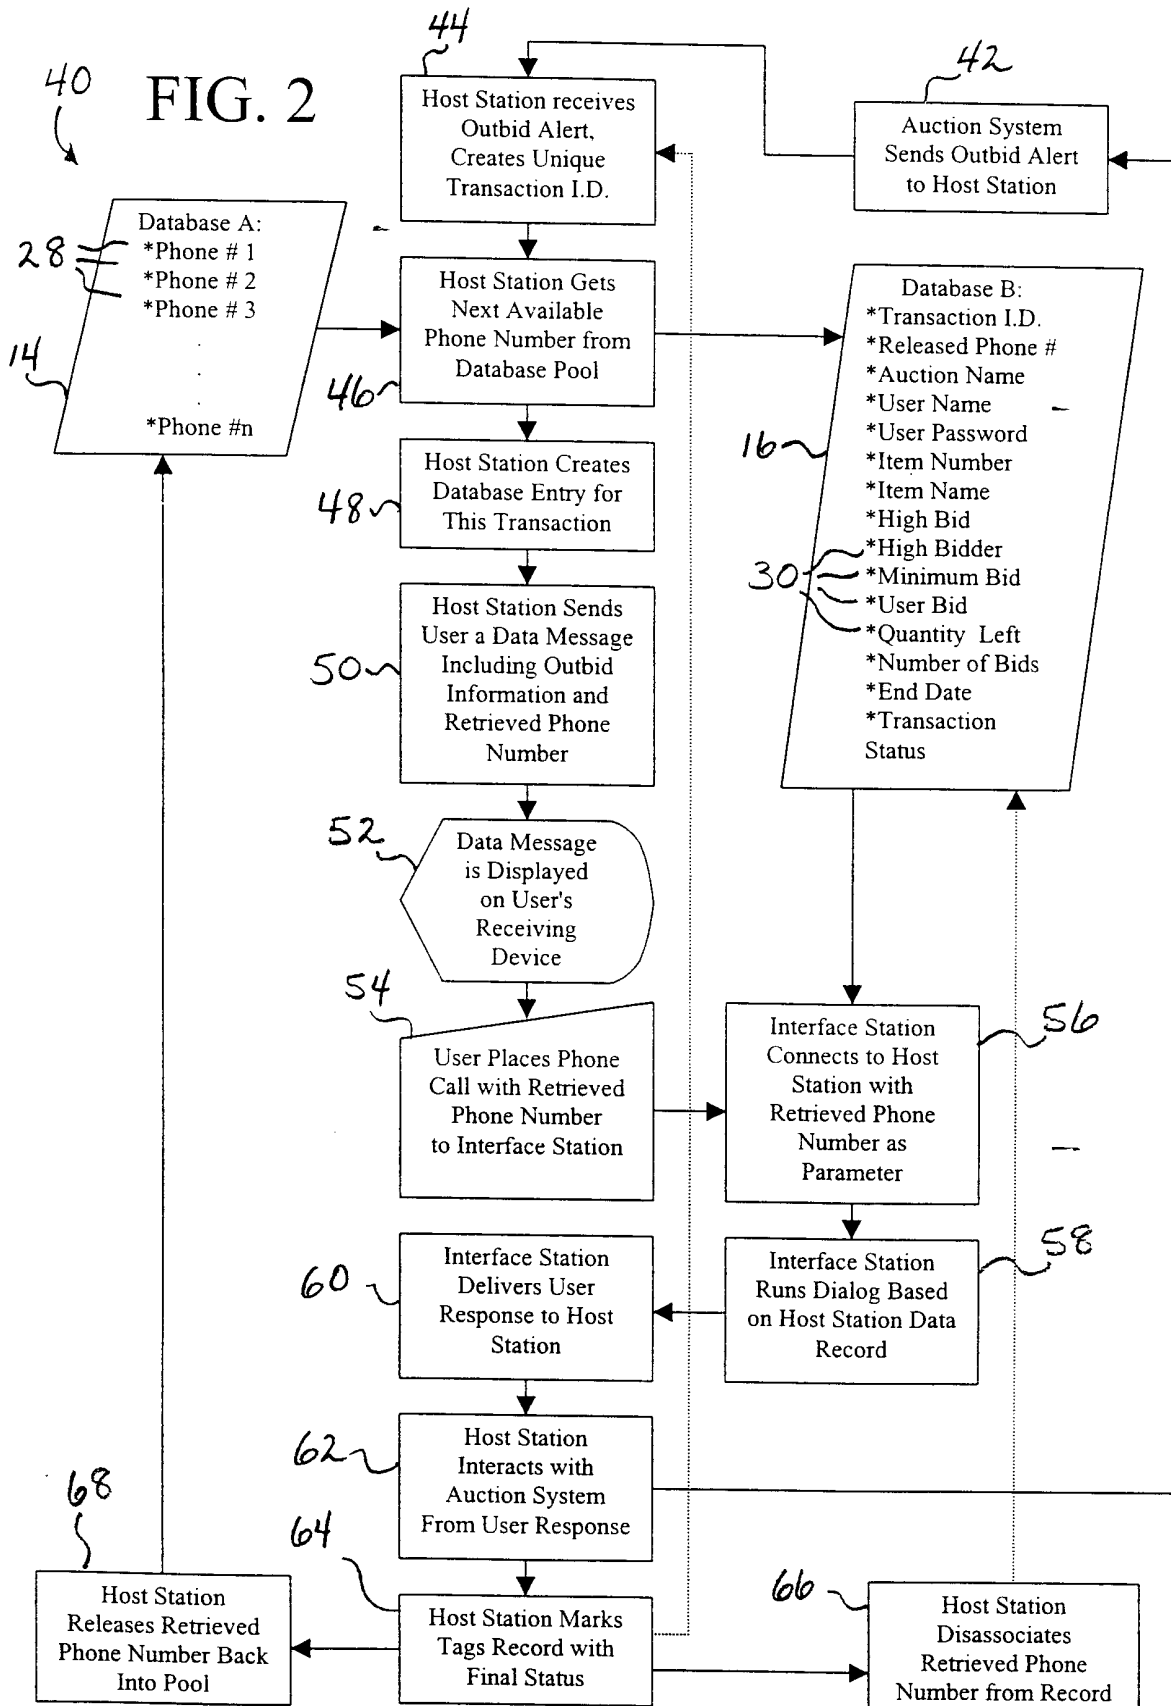 40
FIG. 2
44
Host Station receives
Outbid Alert,
Creates Unique
Transaction I.D.
42
Auction System
Sends Outbid Alert
to Host Station
28
Database A:
*Phone # 1
*Phone # 2
*Phone # 3
.
.
.
*Phone #n
14
Host Station Gets
Next Available
Phone Number from
Database Pool
46
Database B:
*Transaction I.D.
*Released Phone #
*Auction Name
*User Name
*User Password
*Item Number
*Item Name
*High Bid
*High Bidder
*Minimum Bid
*User Bid
*Quantity Left
*Number of Bids
*End Date
*Transaction
Status
16
30
Host Station Creates
Database Entry for
This Transaction
48
Host Station Sends
User a Data Message
Including Outbid
Information and
Retrieved Phone
Number
50
52
Data Message
is Displayed
on User's
Receiving
Device
54
User Places Phone
Call with Retrieved
Phone Number
to Interface Station
Interface Station
Connects to Host
Station with
Retrieved Phone
Number as
Parameter
56
Interface Station
Runs Dialog Based
on Host Station Data
Record
58
60
Interface Station
Delivers User
Response to Host
Station
62
Host Station
Interacts with
Auction System
From User Response
64
Host Station Marks
Tags Record with
Final Status
66
Host Station
Disassociates
Retrieved Phone
Number from Record
68
Host Station
Releases Retrieved
Phone Number Back
Into Pool